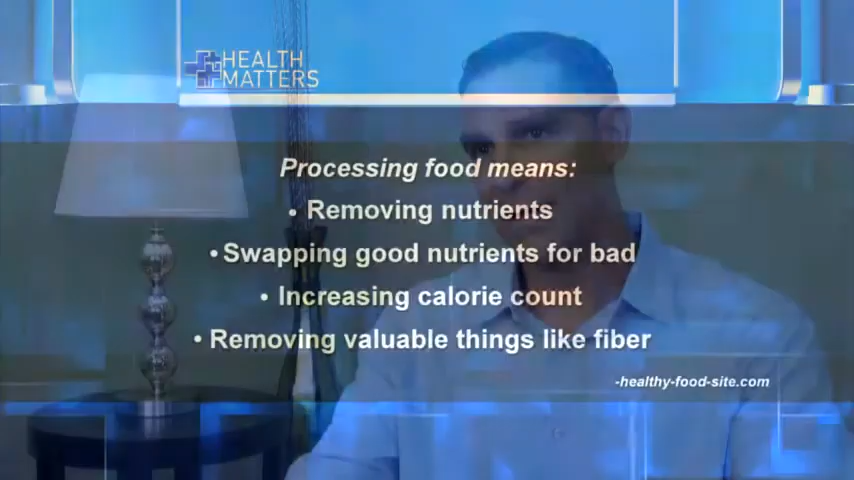 HEALTH
MATTERS
Processing food means:
• Removing nutrients
• Swapping good nutrients for bad
• Increasing calorie count
• Removing valuable things like fiber
-healthy-food-site.com